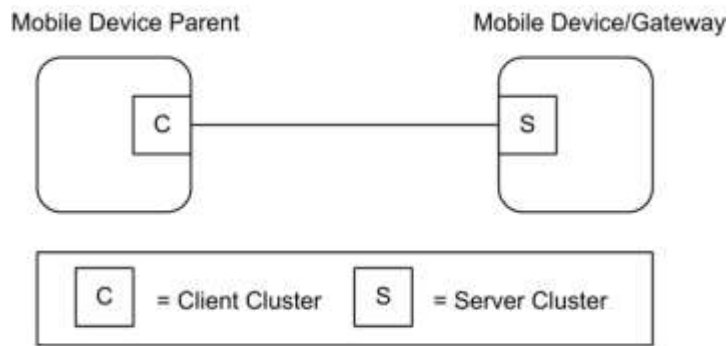 Mobile Device Parent Mobile Device/Gateway
C S
C = Client Cluster S = Server Cluster